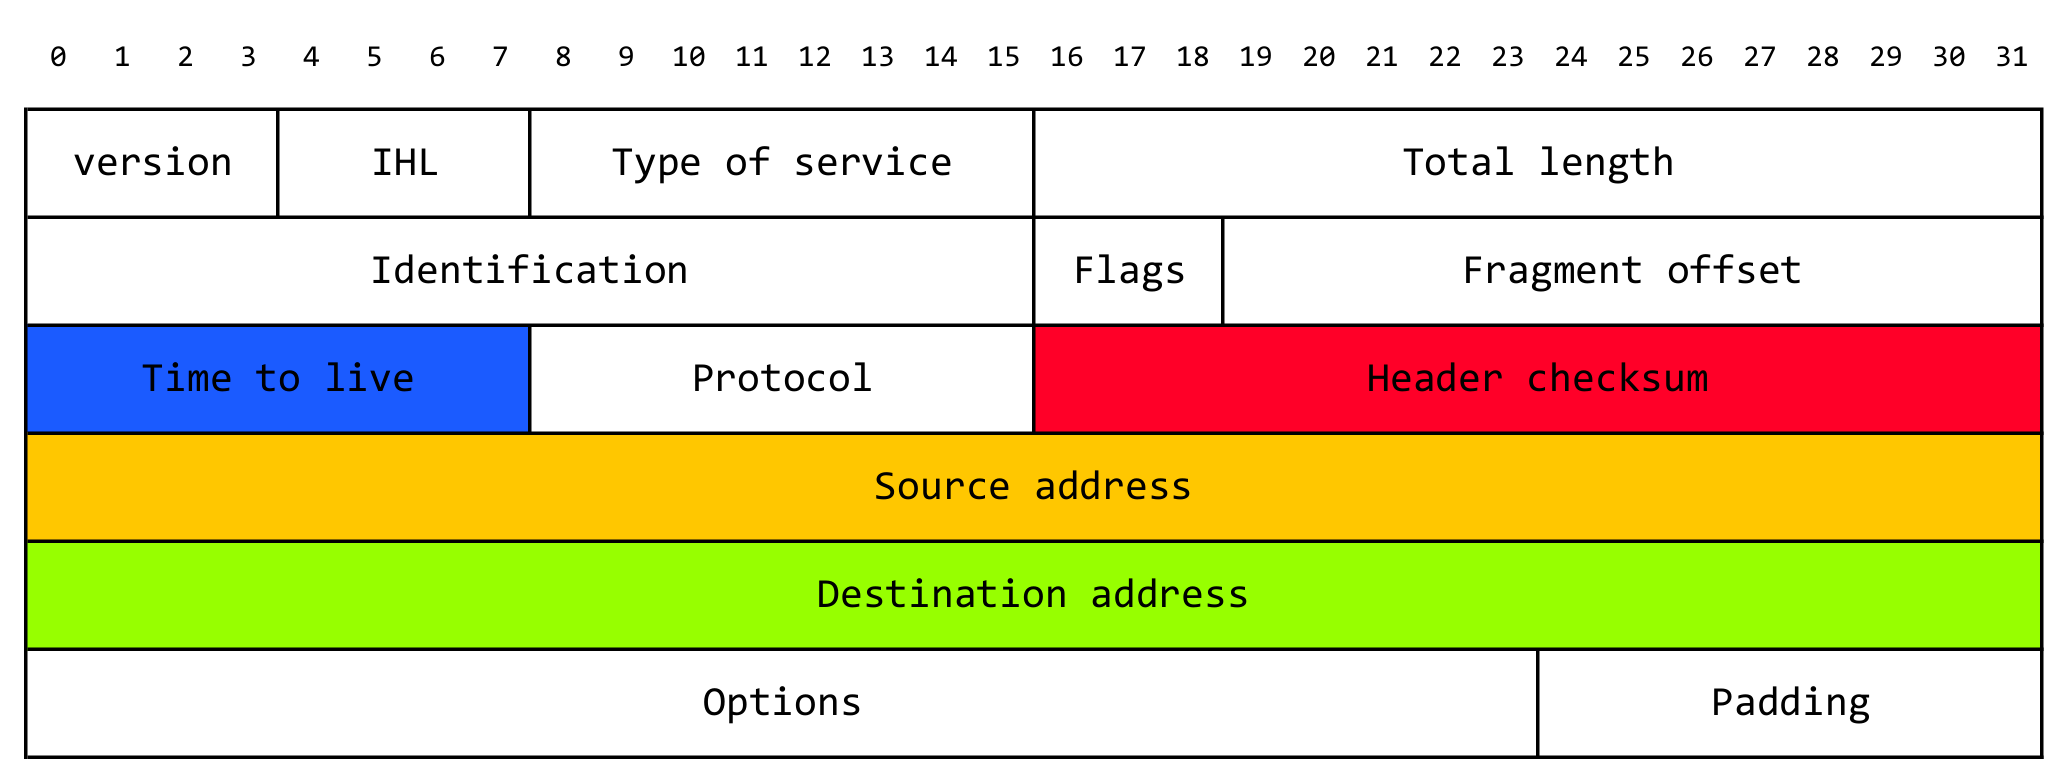 0 1 2 3 4 5 6 7 8 9 10 11 12 13 14 15 16 17 18 19 20 21 22 23 24 25 26 27 28 29 30 31
version IHL Type of service Total length
Identification Flags Fragment offset
Time to live Protocol Header checksum
Source address
Destination address
Options Padding